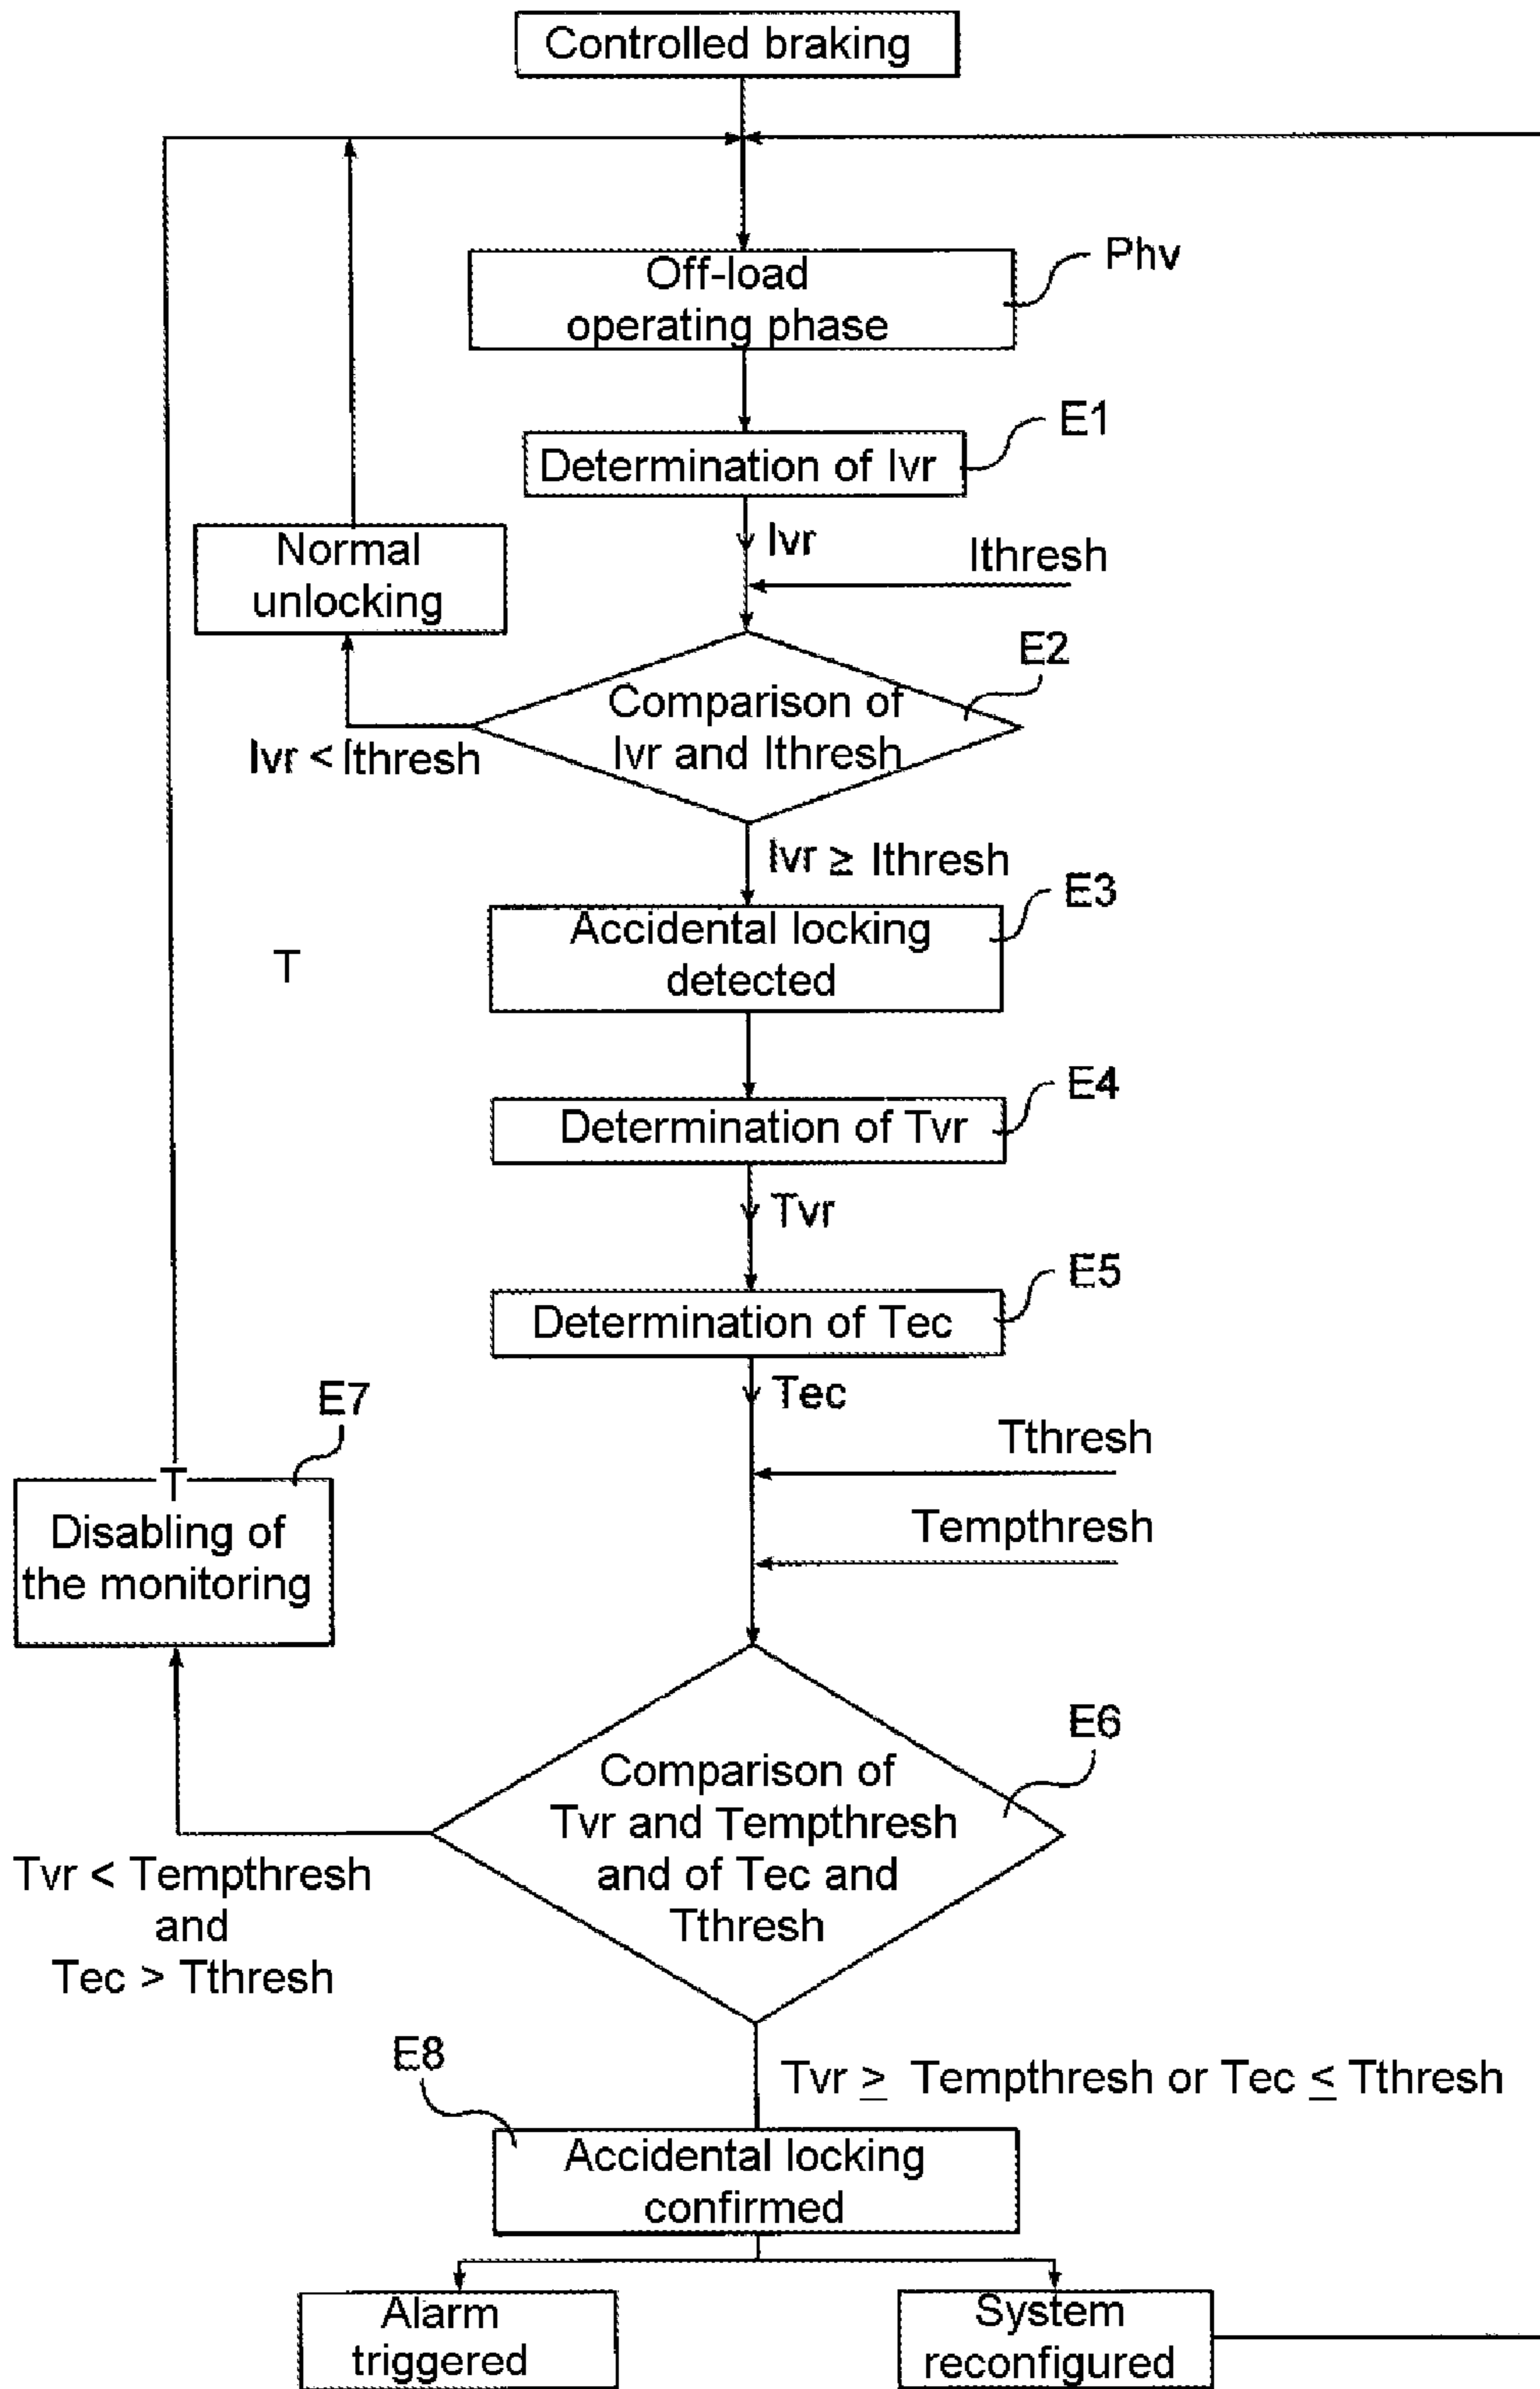 Controlled braking
Off-load
operating phase
Phv
E1
Determination of Ivr
Ivr
Ithresh
Normal
unlocking
E2
Comparison of
Ivr and Ithresh
Ivr < Ithresh
Ivr ≥ Ithresh
E3
Accidental locking
detected
T
E4
Determination of Tvr
Tvr
E5
Determination of Tec
Tec
E7
Tthresh
T
Disabling of
the monitoring
Tempthresh
E6
Comparison of
Tvr and Tempthresh
and of Tec and
Tthresh
Tvr < Tempthresh
and
Tec > Tthresh
E8
Tvr ≥ Tempthresh or Tec ≤ Tthresh
Accidental locking
confirmed
Alarm
triggered
System
reconfigured